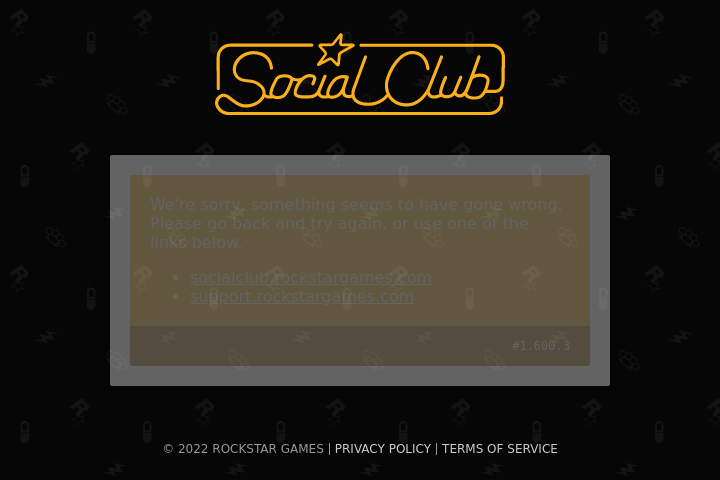 Social Club
We're sorry, something seems to have gone wrong.
Please go back and try again, or use one of the
links below.
• socialclub.rockstargames.com
• support.rockstargames.com
#1.600.3
© 2022 ROCKSTAR GAMES | PRIVACY POLICY | TERMS OF SERVICE